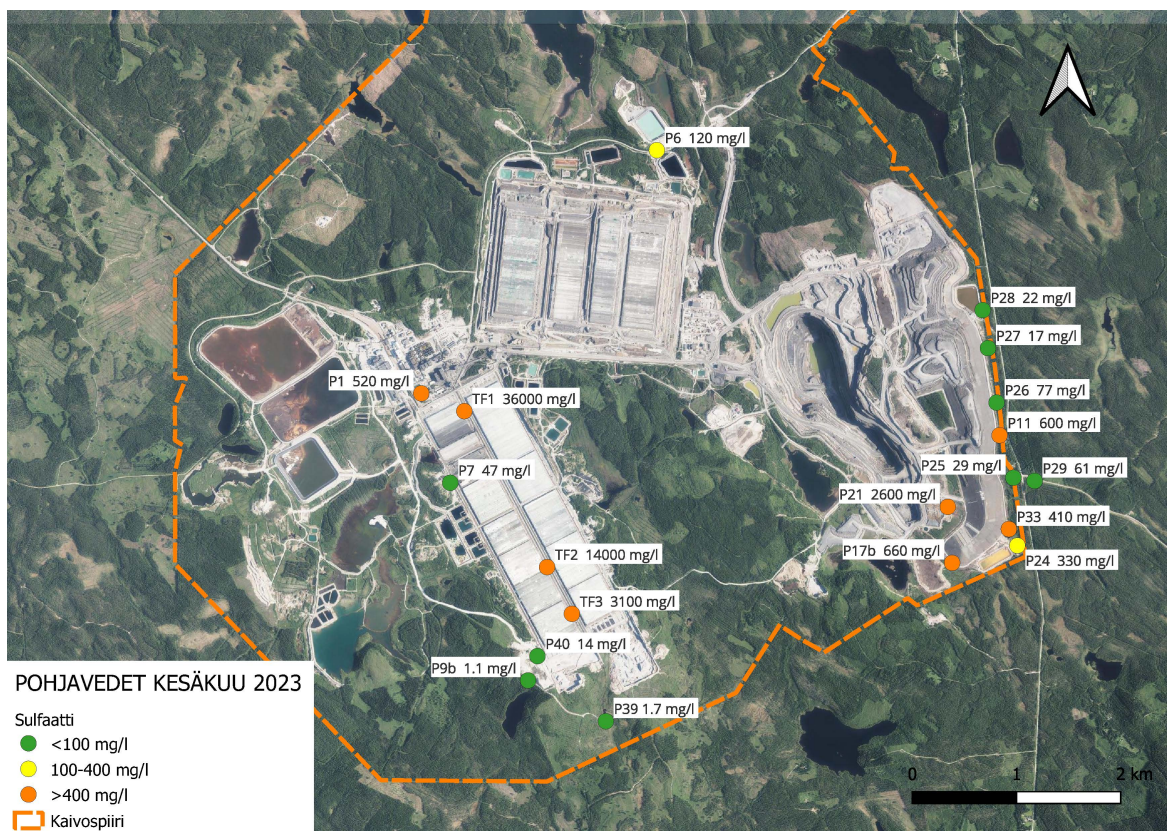 P6 120 mg/l
P28 22 mg/l
P27 17 mg/l
P1 520 mg/l
P26 77 mg/l
TF1 36000 mg/l
P11 600 mg/l
P25 29 mg/l
P29 61 mg/l
P7 47 mg/l
P21 2600 mg/l
P33 410 mg/l
P17b 660 mg/l
TF2 14000 mg/l
P24 330 mg/l
TF3 3100 mg/l
P40 14 mg/l
P9b 1.1 mg/l
P39 1.7 mg/l
POHJAVEDET KESÄKUU 2023
Sulfaatti
<100 mg/l
100-400 mg/l
>400 mg/l
Kaivospiiri
0 1 2 km